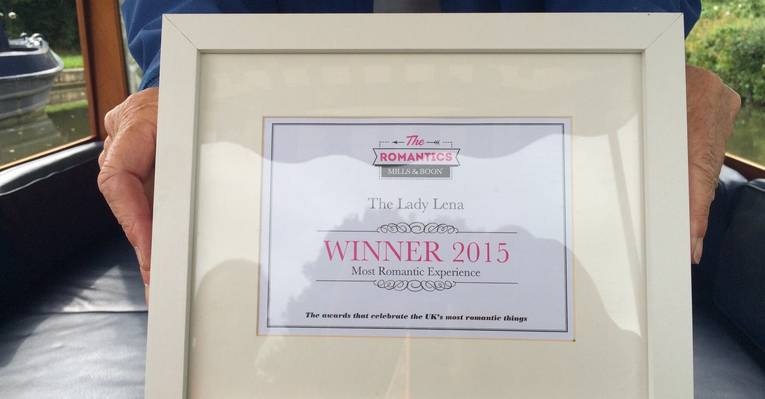 The
ROMANTICS
MILLS & BOON
The Lady Lena
WINNER 2015
Most Romantic Experience
The awards that celebrate the UK's most romantic things